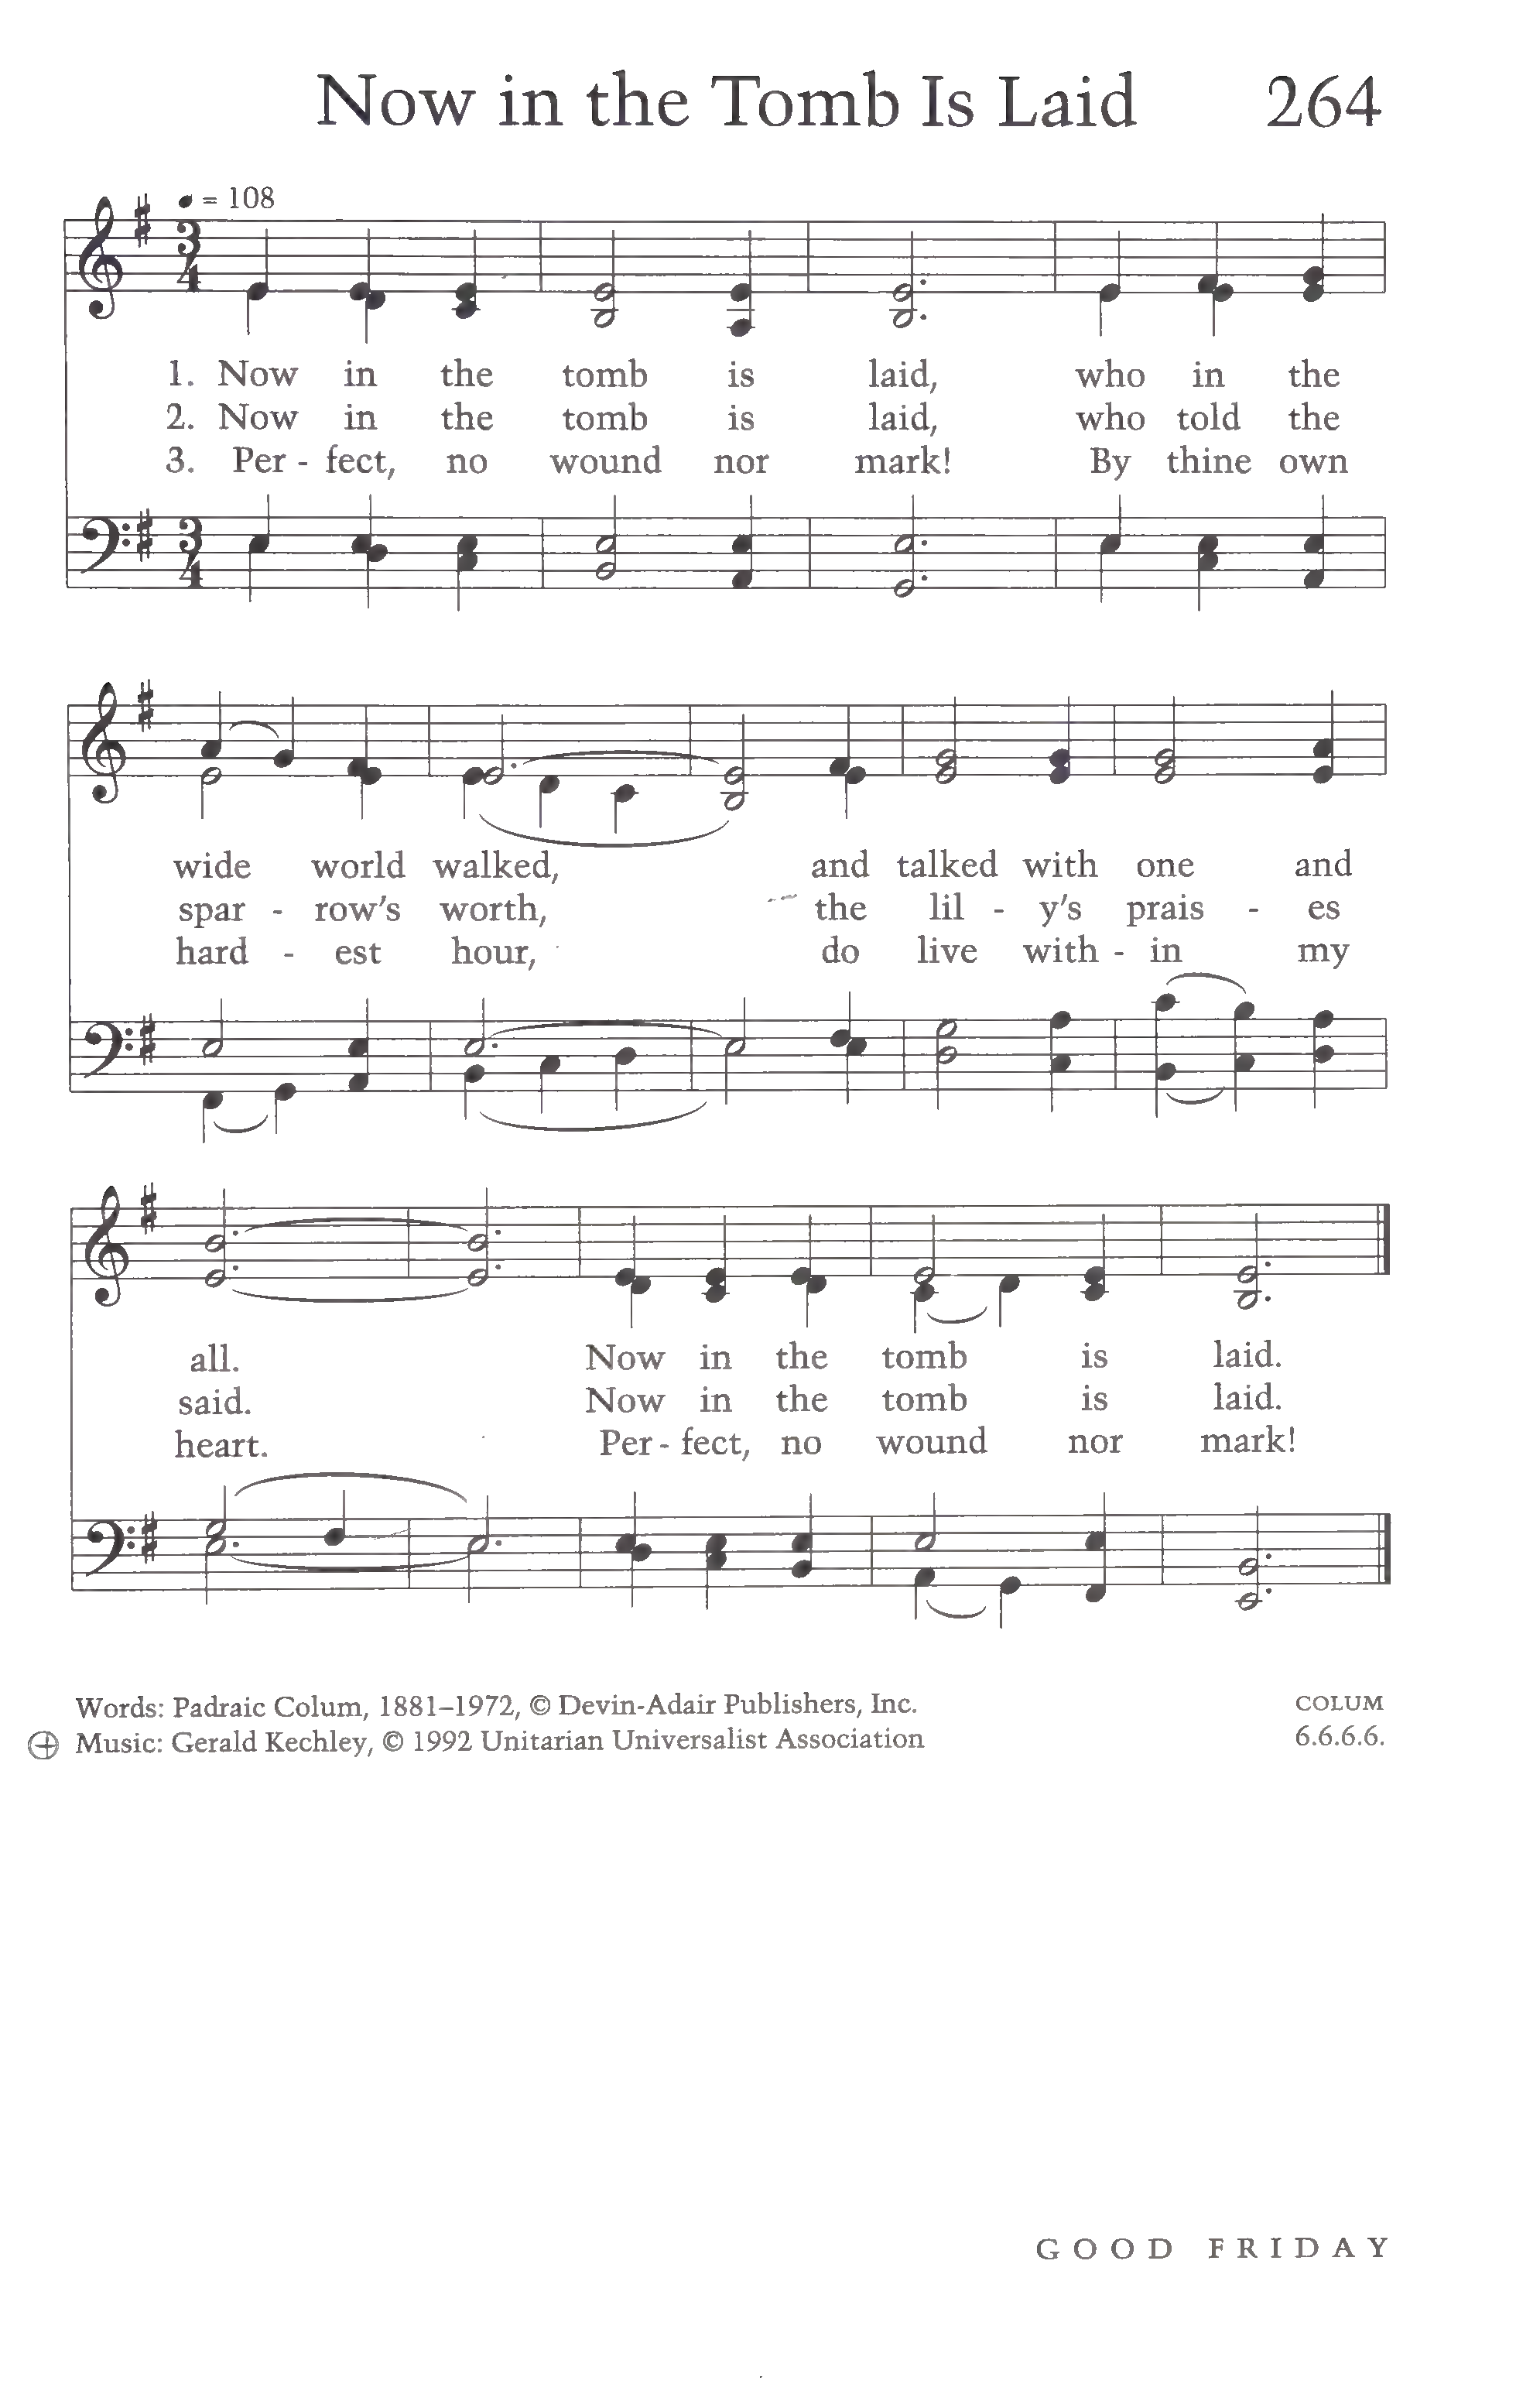 Now in the Tomb Is Laid 264
= 108
1. Now in the tomb is laid, who in the
2. Now in the tomb is laid, who told the
3. Per - fect, no wound nor mark! By thine own
wide world walked, and talked with one and
spar - row's worth, the lil - y's prais - es
hard - est hour, do live with - in my
all. Now in the tomb is laid.
said. Now in the tomb is laid.
heart. Per - fect, no wound nor mark!
Words: Padraic Colum, 1881–1972, © Devin-Adair Publishers, Inc. COLUM
Music: Gerald Kechley, © 1992 Unitarian Universalist Association 6.6.6.6.
GOOD FRIDAY